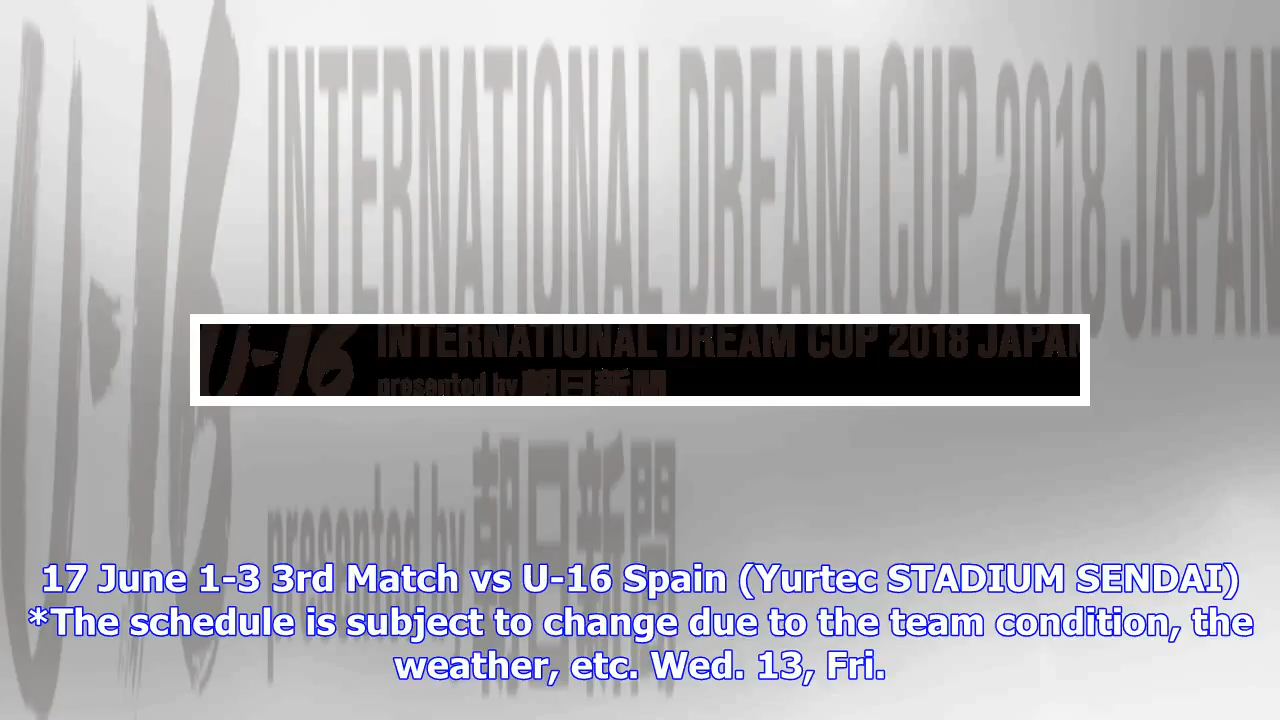 U-16 INTERNATIONAL DREAM CUP 2018 JAPAN
presented by 朝日新聞
U-16 INTERNATIONAL DREAM CUP 2018 JAPAN
presented by 朝日新聞
17 June 1-3 3rd Match vs U-16 Spain (Yurtec STADIUM SENDAI)
*The schedule is subject to change due to the team condition, the
weather, etc. Wed. 13, Fri.